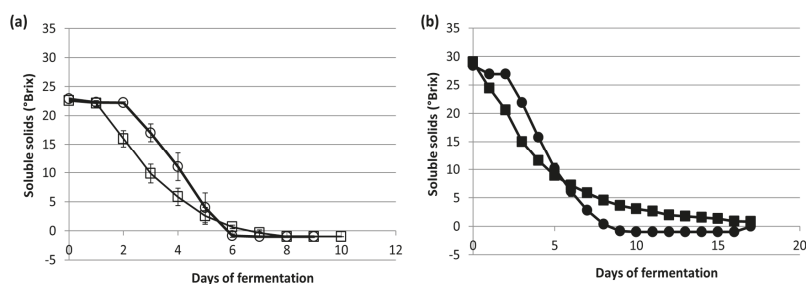 (a)
35
30
25
20
15
10
5
0
-5
Soluble solids (°Brix)
0 2 4 6 8 10 12
Days of fermentation
(b)
35
30
25
20
15
10
5
0
-5
Soluble solids (°Brix)
0 5 10 15 20
Days of fermentation